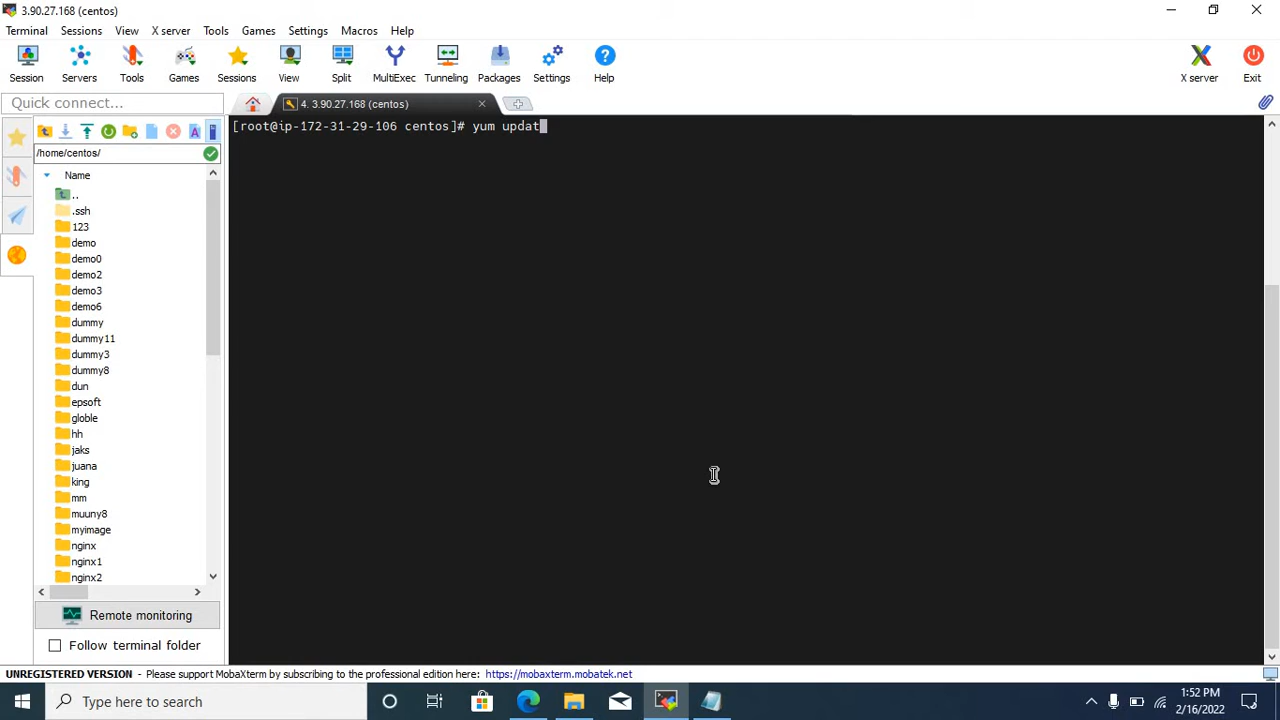 3.90.27.168 (centos)
Terminal Sessions View X server Tools Games Settings Macros Help
Session Servers Tools Games Sessions View Split MultiExec Tunneling Packages Settings Help X server Exit
Quick connect...
4. 3.90.27.168 (centos)
/home/centos/
Name
..
.ssh
123
demo
demo0
demo2
demo3
demo6
dummy
dummy11
dummy3
dummy8
dun
epsoft
globle
hh
jaks
juana
king
mm
muuny8
myimage
nginx
nginx1
nginx2
Remote monitoring
Follow terminal folder
[root@ip-172-31-29-106 centos]# yum updat
UNREGISTERED VERSION - Please support MobaXterm by subscribing to the professional edition here: https://mobaxterm.mobatek.net
Type here to search
1:52 PM
2/16/2022